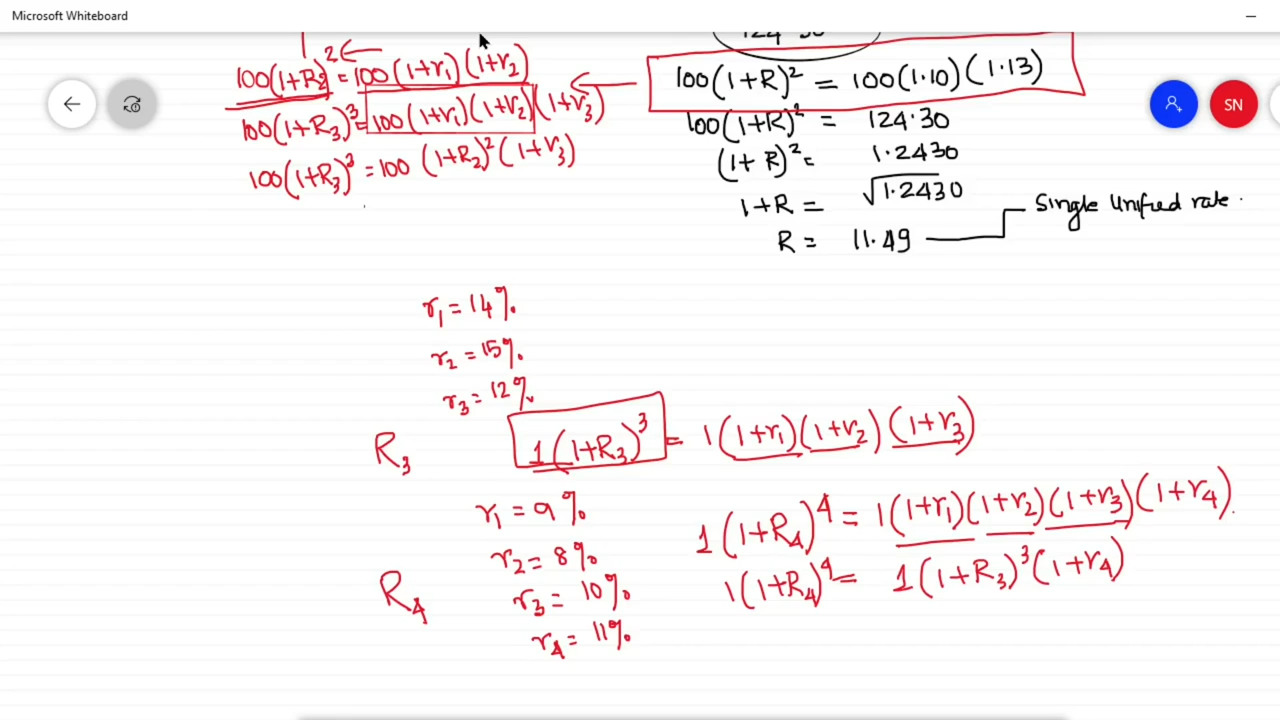 Microsoft Whiteboard
100(1+R₂)² = 100(1+r₁)(1+r₂)
100(1+R₃)³ = 100(1+r₁)(1+r₂)(1+r₃)
100(1+R₃)³ = 100 (1+R₂)²(1+r₃)
124.30
100(1+R)² = 100(1.10)(1.13)
100(1+R)² = 124.30
(1+R)² = 1.2430
1+R = √1.2430
R = 11.49
Single Unified rate.
SN
r₁ = 14%
r₂ = 15%
r₃ = 12%
R₃ 1(1+R₃)³ = 1(1+r₁)(1+r₂)(1+r₃)
r₁ = 9%
r₂ = 8%
R₄ r₃ = 10%
r₄ = 11%
1(1+R₄)⁴ = 1(1+r₁)(1+r₂)(1+r₃)(1+r₄)
1(1+R₄)⁴ = 1(1+R₃)³(1+r₄)